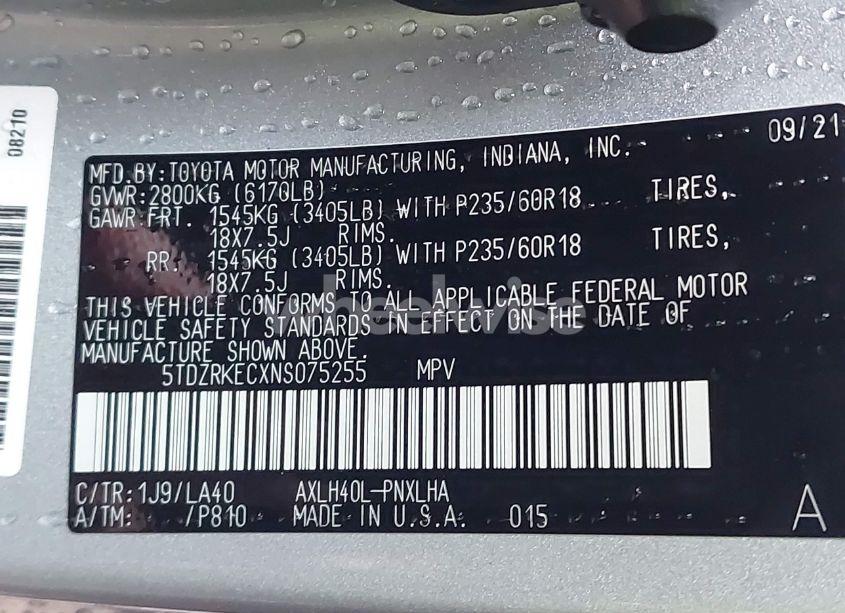 08210
09/21
MFD.BY:TOYOTA MOTOR MANUFACTURING, INDIANA, INC.
GVWR:2800KG (6170LB)
GAWR:FRT. 1545KG (3405LB) WITH P235/60R18 TIRES,
18X7.5J RIMS.
RR. 1545KG (3405LB) WITH P235/60R18 TIRES,
18X7.5J RIMS.
THIS VEHICLE CONFORMS TO ALL APPLICABLE FEDERAL MOTOR
VEHICLE SAFETY STANDARDS IN EFFECT ON THE DATE OF
MANUFACTURE SHOWN ABOVE.
5TDZRKECXNS075255 MPV
C/TR:1J9/LA40 AXLH40L-PNXLHA
A/TM: /P810 MADE IN U.S.A. 015 A